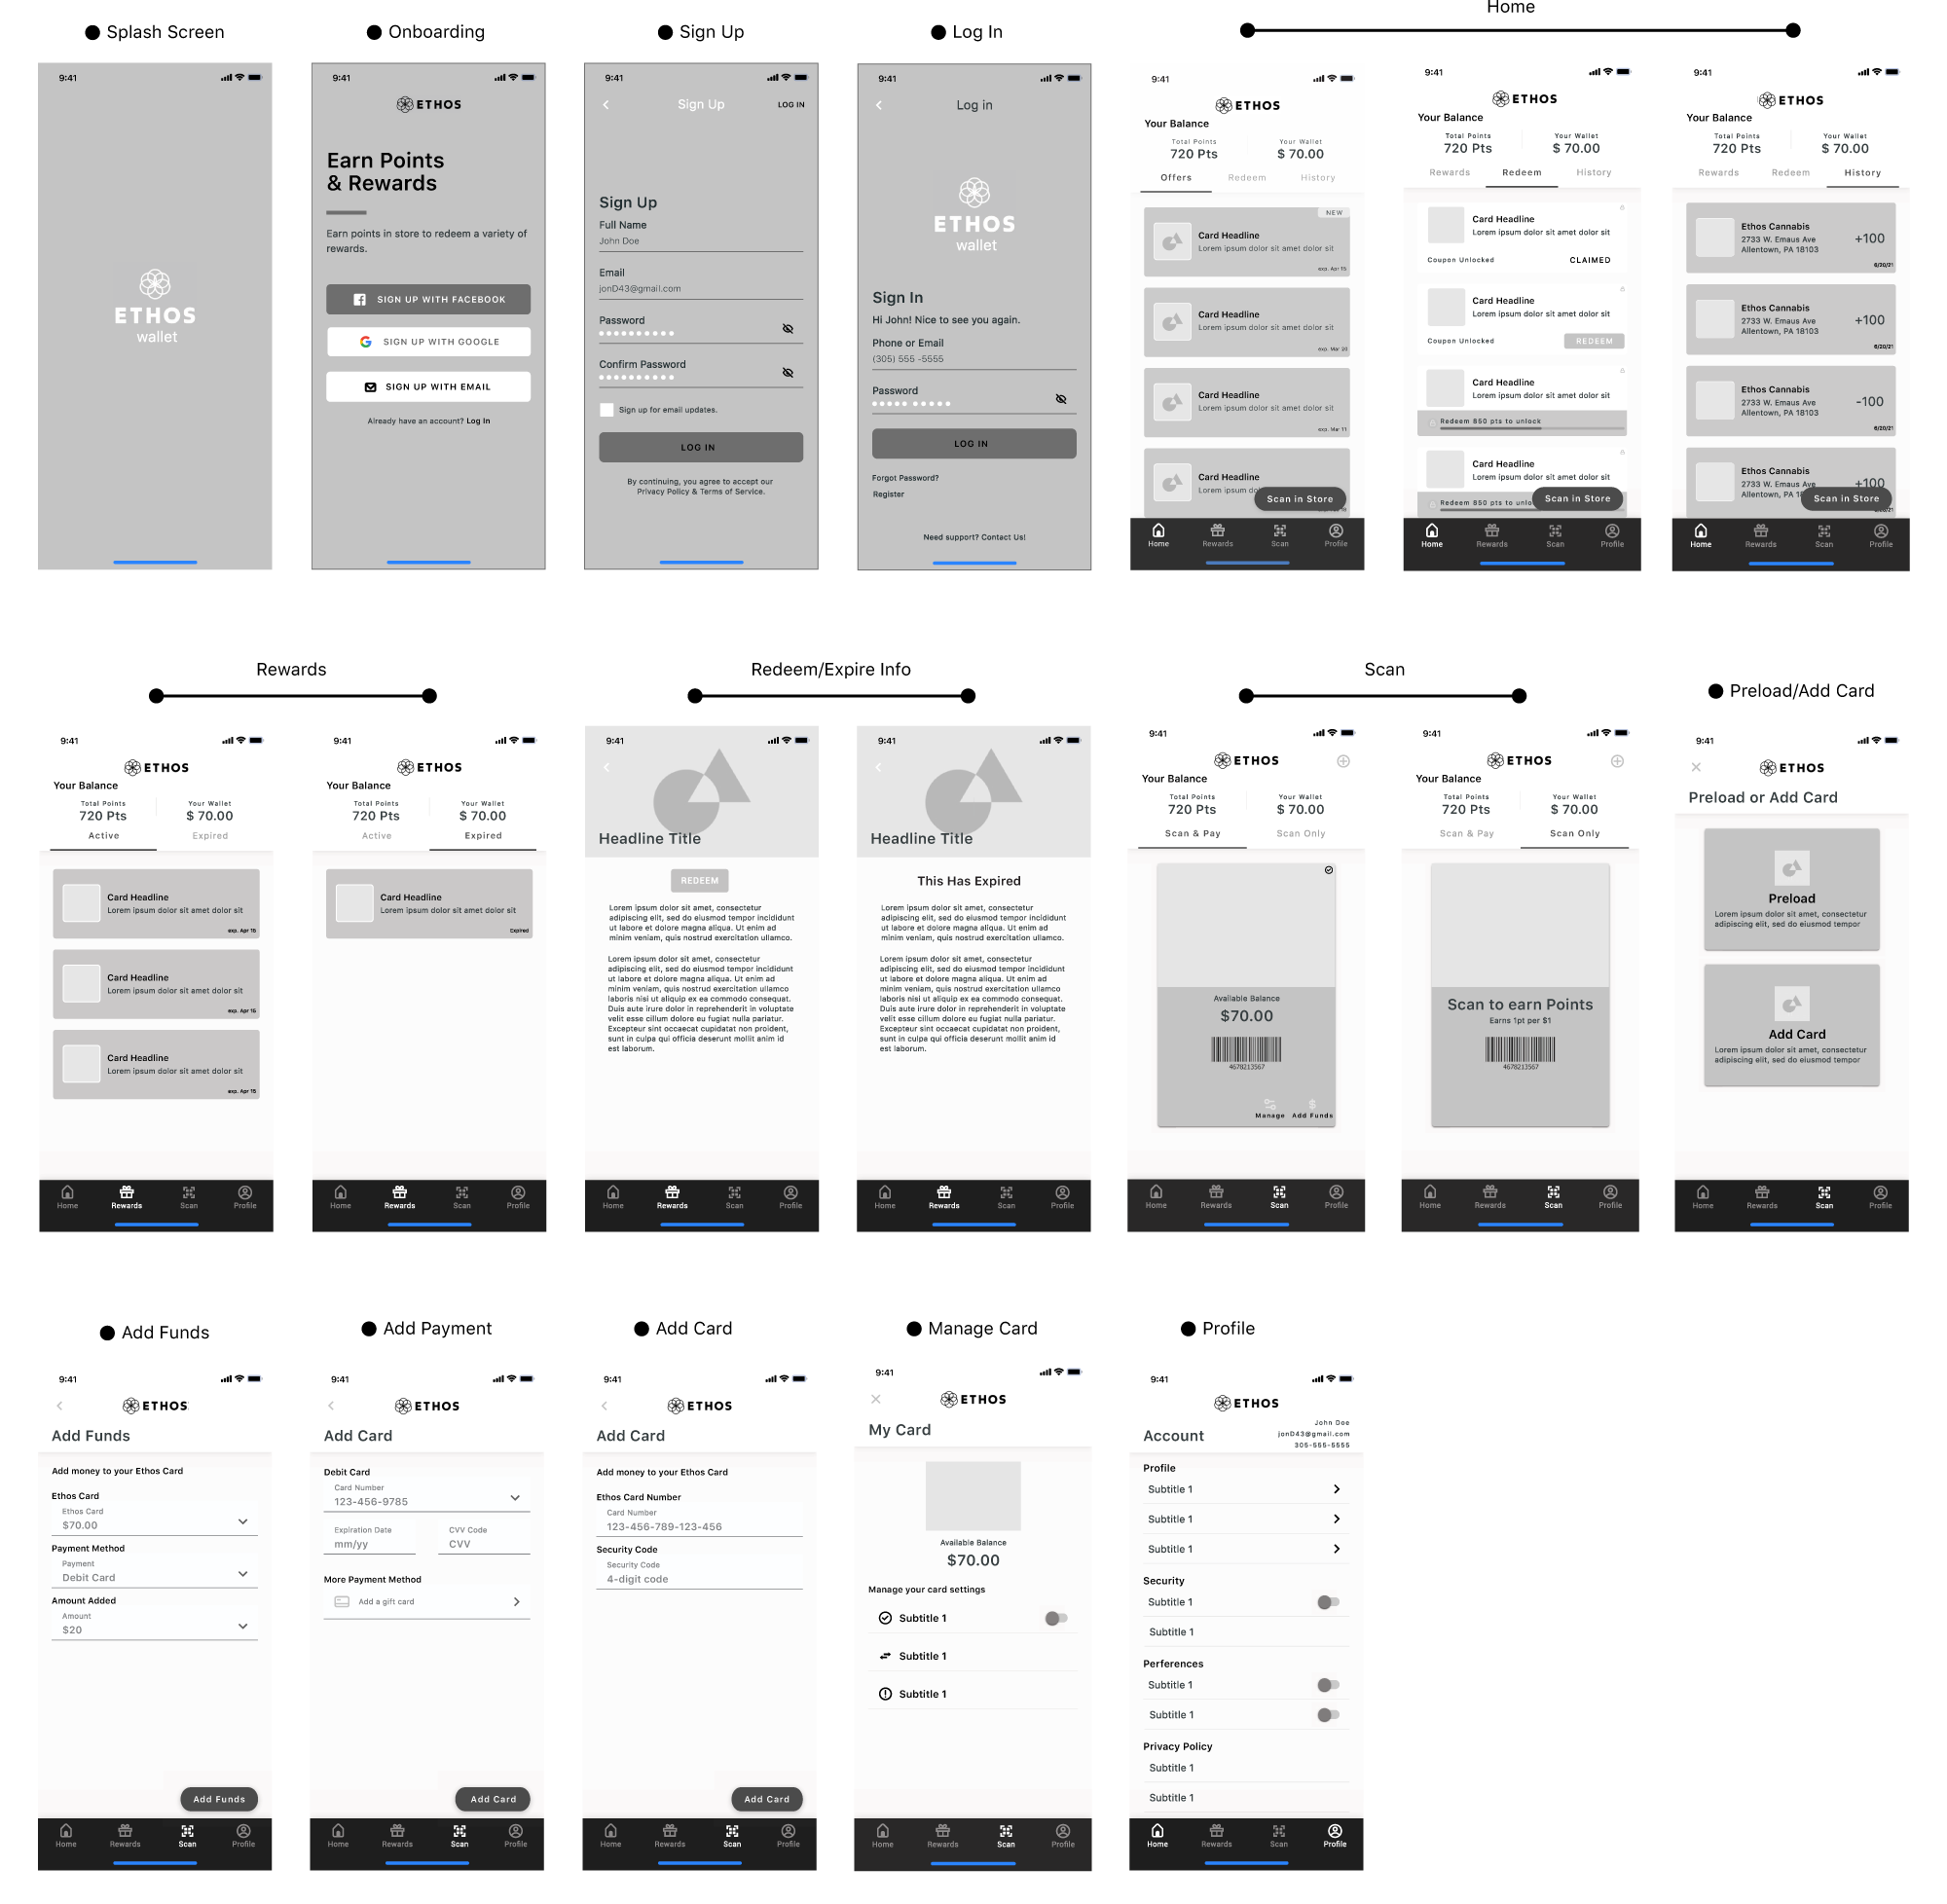 Splash Screen
9:41
ETHOS
wallet
Onboarding
9:41
ETHOS
Earn Points
& Rewards
Earn points in store to redeem a variety of
rewards.
SIGN UP WITH FACEBOOK
SIGN UP WITH GOOGLE
SIGN UP WITH EMAIL
Already have an account? Log In
Sign Up
9:41
Sign Up
LOG IN
Sign Up
Full Name
John Doe
Email
jonD43@gmail.com
Password
Confirm Password
Sign up for email updates.
LOG IN
By continuing, you agree to accept our
Privacy Policy & Terms of Service.
Log In
9:41
Log in
ETHOS
wallet
Sign In
Hi John! Nice to see you again.
Phone or Email
(305) 555 -5555
Password
LOG IN
Forgot Password?
Register
Need support? Contact Us!
Home
9:41
ETHOS
Your Balance
Total Points
Your Wallet
720 Pts
$ 70.00
Offers
Redeem
History
NEW
Card Headline
Lorem ipsum dolor sit amet dolor sit
exp. Apr 15
Card Headline
Lorem ipsum dolor sit amet dolor sit
exp. Mar 20
Card Headline
Lorem ipsum dolor sit amet dolor sit
exp. Mar 11
Card Headline
Lorem ipsum do
Scan in Store
Home
Rewards
Scan
Profile
9:41
ETHOS
Your Balance
Total Points
Your Wallet
720 Pts
$ 70.00
Rewards
Redeem
History
Card Headline
Lorem ipsum dolor sit amet dolor sit
Coupon Unlocked
CLAIMED
Card Headline
Lorem ipsum dolor sit amet dolor sit
Coupon Unlocked
REDEEM
Card Headline
Lorem ipsum dolor sit amet dolor sit
Redeem 850 pts to unlock
Card Headline
Lorem ipsum dolor sit amet dolor sit
Redeem 850 pts to unlo
Scan in Store
Home
Rewards
Scan
Profile
9:41
ETHOS
Your Balance
Total Points
Your Wallet
720 Pts
$ 70.00
Rewards
Redeem
History
Ethos Cannabis
2733 W. Emaus Ave
Allentown, PA 18103
+100
6/20/21
Ethos Cannabis
2733 W. Emaus Ave
Allentown, PA 18103
+100
6/20/21
Ethos Cannabis
2733 W. Emaus Ave
Allentown, PA 18103
-100
6/20/21
Ethos Cannabis
2733 W. Emaus Ave
Allentown, PA 18
+100
Scan in Store
Home
Rewards
Scan
Profile
Rewards
9:41
ETHOS
Your Balance
Total Points
Your Wallet
720 Pts
$ 70.00
Active
Expired
Card Headline
Lorem ipsum dolor sit amet dolor sit
exp. Apr 15
Card Headline
Lorem ipsum dolor sit amet dolor sit
exp. Apr 15
Card Headline
Lorem ipsum dolor sit amet dolor sit
exp. Apr 15
Home
Rewards
Scan
Profile
9:41
ETHOS
Your Balance
Total Points
Your Wallet
720 Pts
$ 70.00
Active
Expired
Card Headline
Lorem ipsum dolor sit amet dolor sit
Expired
Home
Rewards
Scan
Profile
Redeem/Expire Info
9:41
Headline Title
REDEEM
Lorem ipsum dolor sit amet, consectetur
adipiscing elit, sed do eiusmod tempor incididunt
ut labore et dolore magna aliqua. Ut enim ad
minim veniam, quis nostrud exercitation ullamco.
Lorem ipsum dolor sit amet, consectetur
adipiscing elit, sed do eiusmod tempor incididunt
ut labore et dolore magna aliqua. Ut enim ad
minim veniam, quis nostrud exercitation ullamco
laboris nisi ut aliquip ex ea commodo consequat.
Duis aute irure dolor in reprehenderit in voluptate
velit esse cillum dolore eu fugiat nulla pariatur.
Excepteur sint occaecat cupidatat non proident,
sunt in culpa qui officia deserunt mollit anim id
est laborum.
Home
Rewards
Scan
Profile
9:41
Headline Title
This Has Expired
Lorem ipsum dolor sit amet, consectetur
adipiscing elit, sed do eiusmod tempor incididunt
ut labore et dolore magna aliqua. Ut enim ad
minim veniam, quis nostrud exercitation ullamco.
Lorem ipsum dolor sit amet, consectetur
adipiscing elit, sed do eiusmod tempor incididunt
ut labore et dolore magna aliqua. Ut enim ad
minim veniam, quis nostrud exercitation ullamco
laboris nisi ut aliquip ex ea commodo consequat.
Duis aute irure dolor in reprehenderit in voluptate
velit esse cillum dolore eu fugiat nulla pariatur.
Excepteur sint occaecat cupidatat non proident,
sunt in culpa qui officia deserunt mollit anim id
est laborum.
Home
Rewards
Scan
Profile
Scan
9:41
ETHOS
Your Balance
Total Points
Your Wallet
720 Pts
$ 70.00
Scan & Pay
Scan Only
Available Balance
$70.00
4678213567
Manage
Add Funds
Home
Rewards
Scan
Profile
9:41
ETHOS
Your Balance
Total Points
Your Wallet
720 Pts
$ 70.00
Scan & Pay
Scan Only
Scan to earn Points
Earns 1pt per $1
4678213567
Home
Rewards
Scan
Profile
Preload/Add Card
9:41
ETHOS
Preload or Add Card
Preload
Lorem ipsum dolor sit amet, consectetur
adipiscing elit, sed do eiusmod tempor
Add Card
Lorem ipsum dolor sit amet, consectetur
adipiscing elit, sed do eiusmod tempor
Home
Rewards
Scan
Profile
Add Funds
9:41
ETHOS
Add Funds
Add money to your Ethos Card
Ethos Card
Ethos Card
$70.00
Payment Method
Payment
Debit Card
Amount Added
Amount
$20
Add Funds
Home
Rewards
Scan
Profile
Add Payment
9:41
ETHOS
Add Card
Debit Card
Card Number
123-456-9785
Expiration Date
CVV Code
mm/yy
CVV
More Payment Method
Add a gift card
Add Card
Home
Rewards
Scan
Profile
Add Card
9:41
ETHOS
Add Card
Add money to your Ethos Card
Ethos Card Number
Card Number
123-456-789-123-456
Security Code
Security Code
4-digit code
Add Card
Home
Rewards
Scan
Profile
Manage Card
9:41
ETHOS
My Card
Available Balance
$70.00
Manage your card settings
Subtitle 1
Subtitle 1
Subtitle 1
Home
Rewards
Scan
Profile
Profile
9:41
ETHOS
Account
John Doe
jonD43@gmail.com
305-555-5555
Profile
Subtitle 1
Subtitle 1
Subtitle 1
Security
Subtitle 1
Subtitle 1
Perferences
Subtitle 1
Subtitle 1
Privacy Policy
Subtitle 1
Subtitle 1
Home
Rewards
Scan
Profile